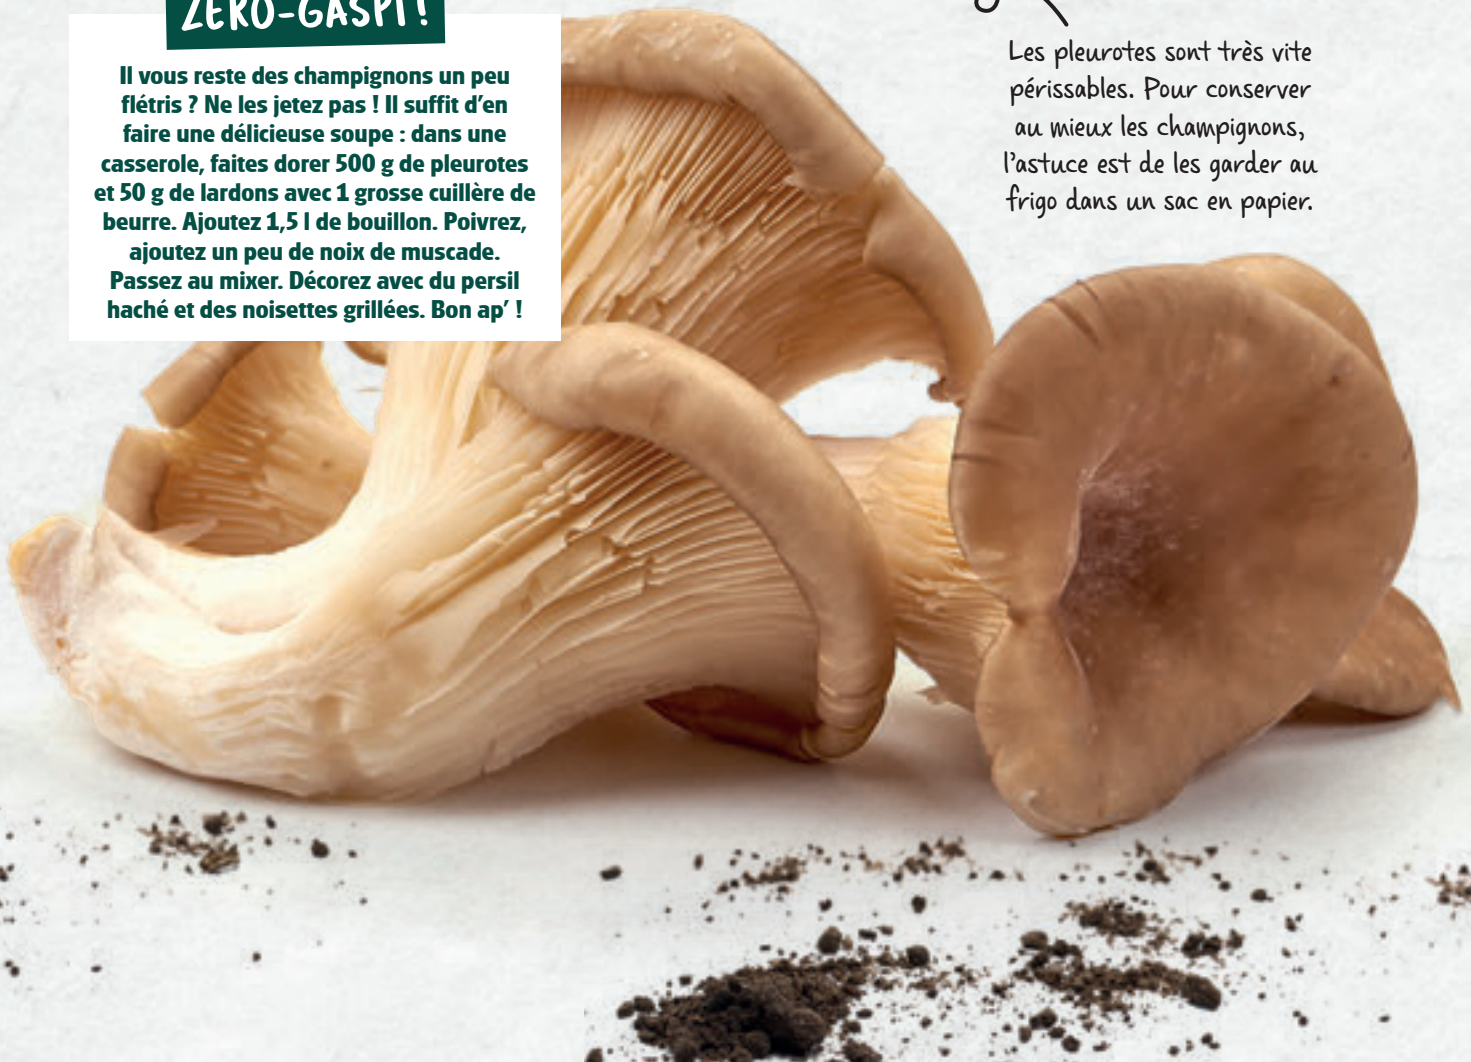 ZÉRO-GASPI !
Il vous reste des champignons un peu
flétris ? Ne les jetez pas ! Il suffit d’en
faire une délicieuse soupe : dans une
casserole, faites dorer 500 g de pleurotes
et 50 g de lardons avec 1 grosse cuillère de
beurre. Ajoutez 1,5 l de bouillon. Poivrez,
ajoutez un peu de noix de muscade.
Passez au mixer. Décorez avec du persil
haché et des noisettes grillées. Bon ap’ !
Les pleurotes sont très vite
périssables. Pour conserver
au mieux les champignons,
l’astuce est de les garder au
frigo dans un sac en papier.